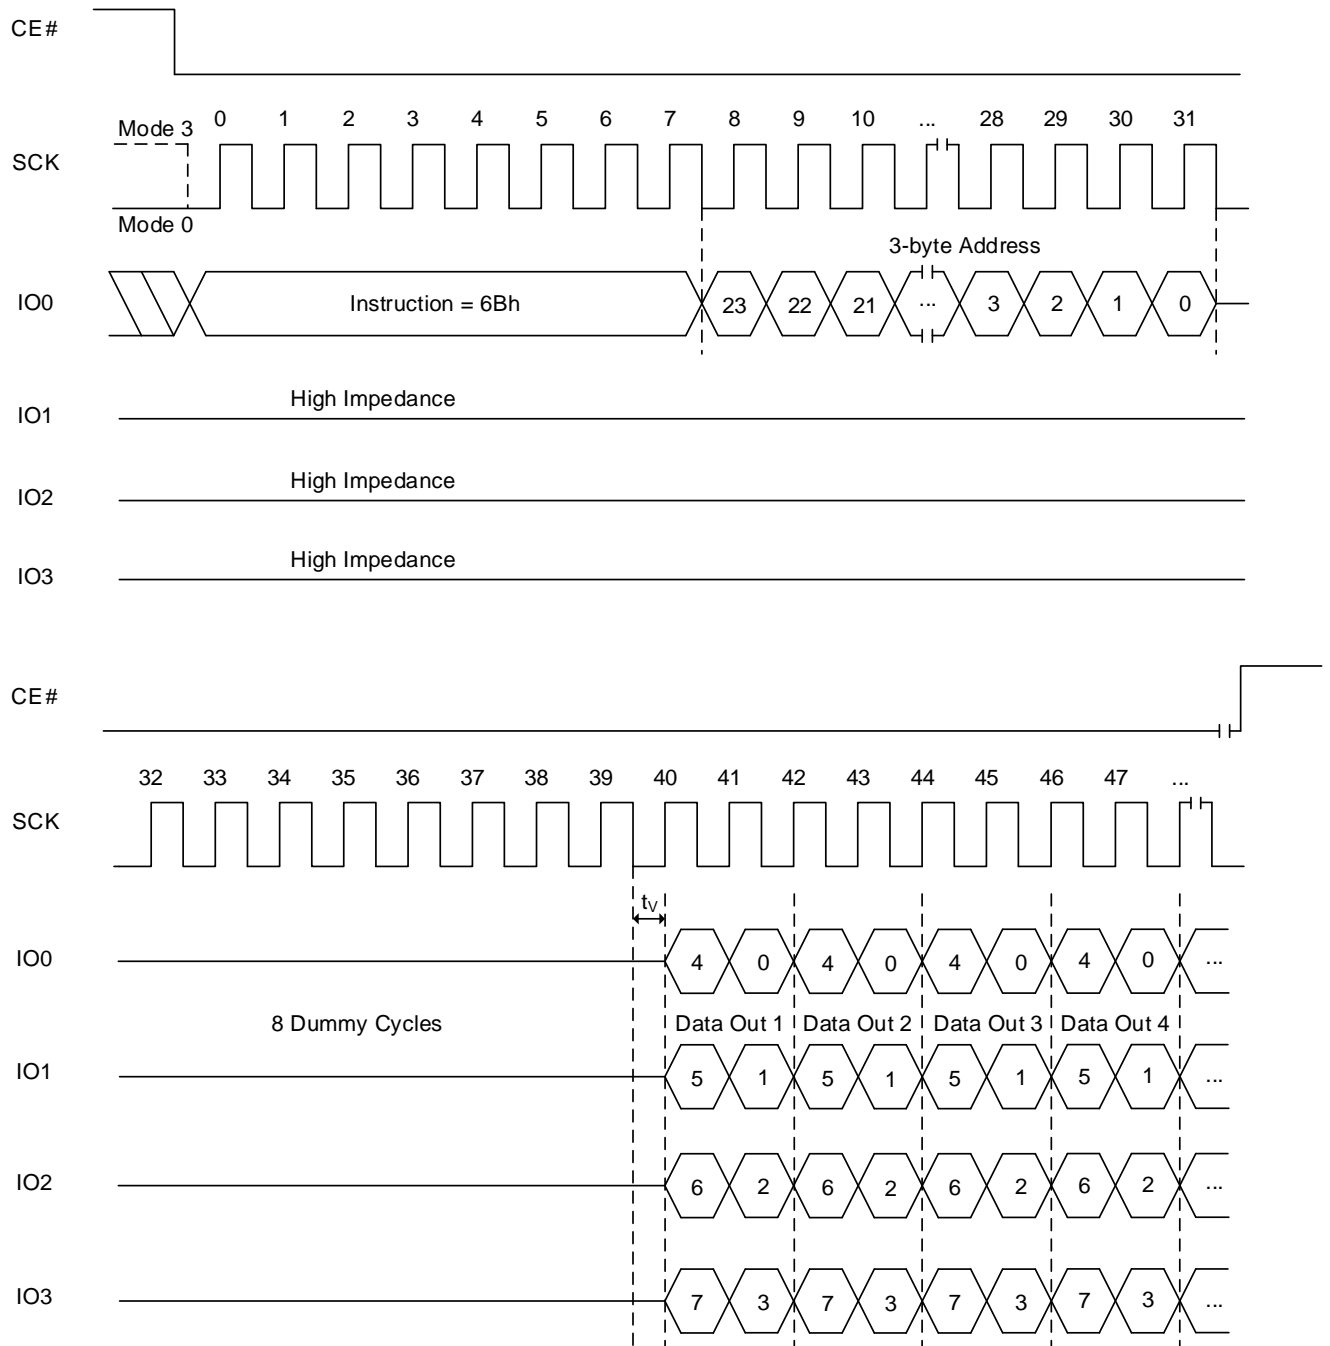 CE#
Mode 3
0 1 2 3 4 5 6 7 8 9 10 ... 28 29 30 31
SCK
Mode 0
3-byte Address
IO0
Instruction = 6Bh
23 22 21 ... 3 2 1 0
High Impedance
IO1
High Impedance
IO2
High Impedance
IO3
CE#
32 33 34 35 36 37 38 39 40 41 42 43 44 45 46 47 ...
SCK
tV
IO0
4 0 4 0 4 0 4 0 ...
8 Dummy Cycles
Data Out 1 Data Out 2 Data Out 3 Data Out 4
IO1
5 1 5 1 5 1 5 1 ...
IO2
6 2 6 2 6 2 6 2 ...
IO3
7 3 7 3 7 3 7 3 ...